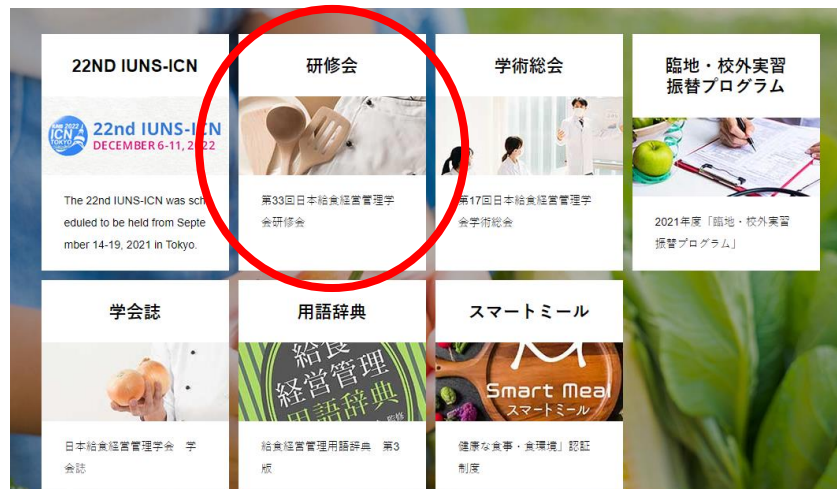 22ND IUNS-ICN
ICN
TOKYO
22nd IUNS-ICN
DECEMBER 6-11, 2022
The 22nd IUNS-ICN was sch
eduled to be held from Septe
mber 14-19, 2021 in Tokyo.
研修会
第33回日本給食経営管理学
会研修会
学術総会
第17回日本給食経営管理学
会学術総会
臨地・校外実習
振替プログラム
2021年度「臨地・校外実習
振替プログラム」
学会誌
日本給食経営管理学会 学
会誌
用語辞典
給食
経営管理
用語辞典
給食経営管理用語辞典 第3
版
スマートミール
Smart Meal
スマートミール
健康な食事・食環境」認証
制度